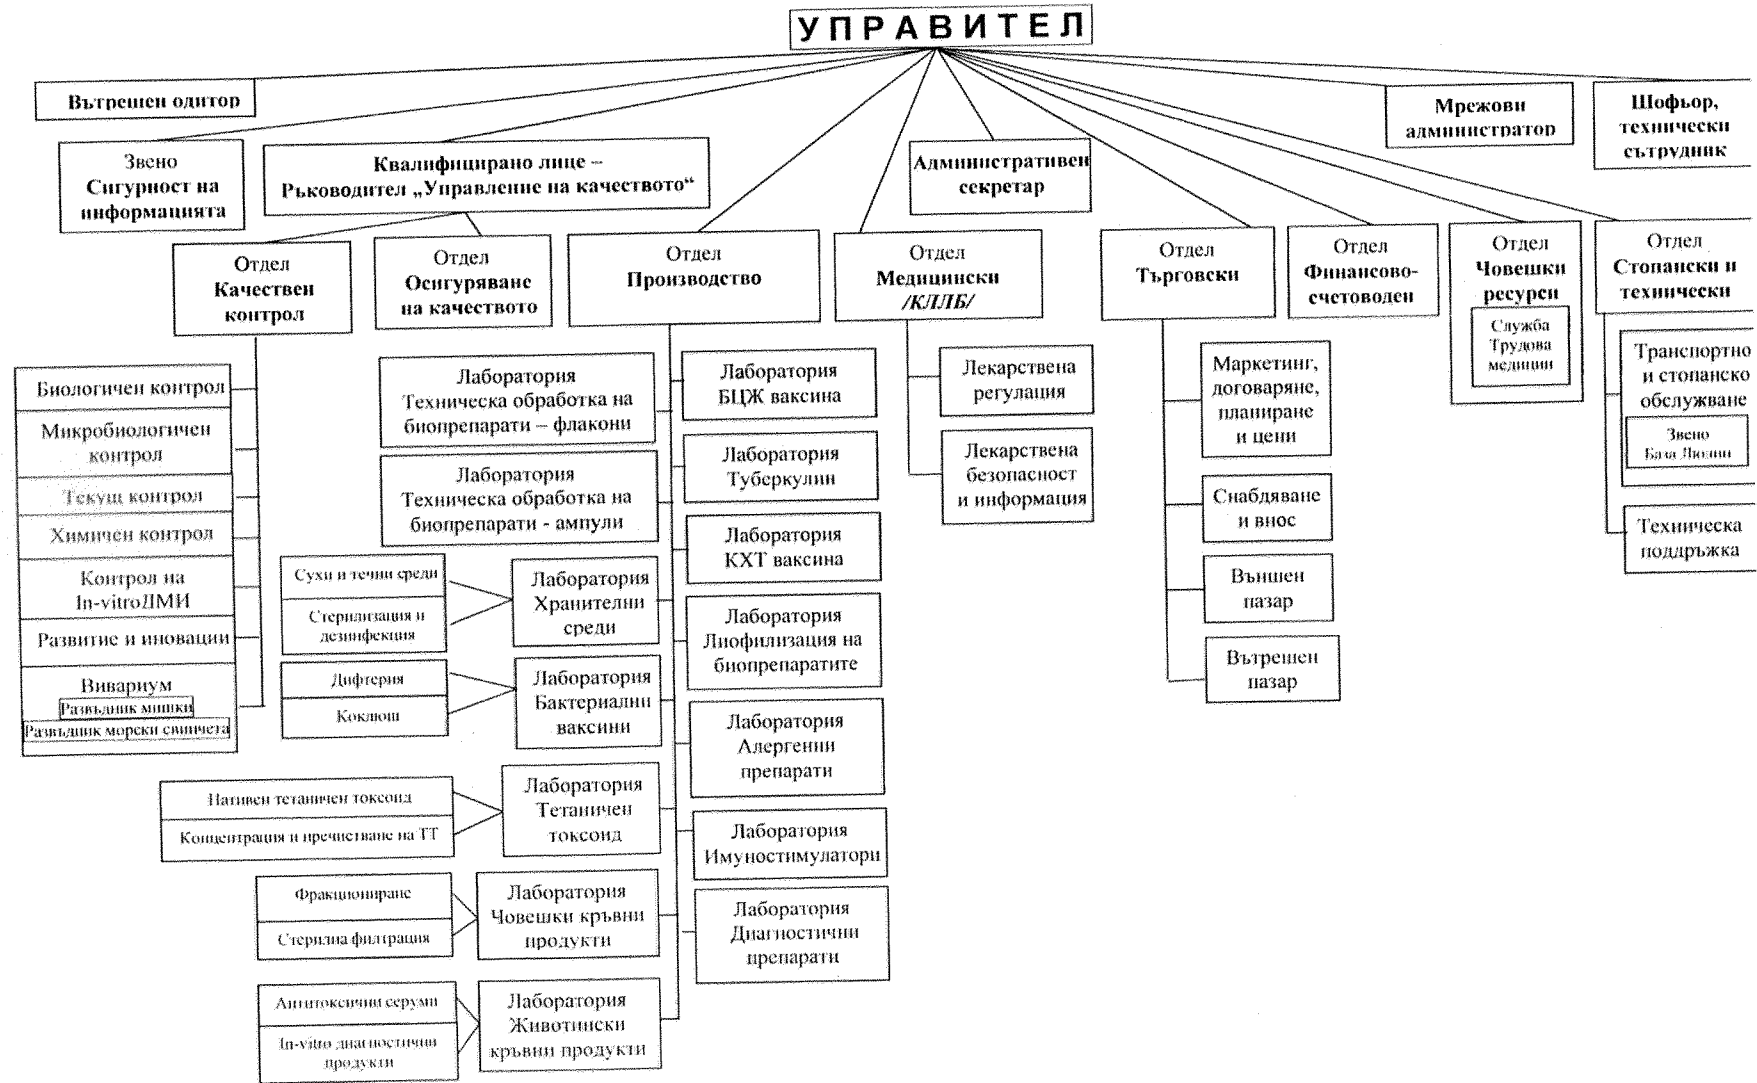 УПРАВИТЕЛ
Вътрешен одитор
Мрежови
администратор
Шофьор,
технически
сътрудник
Звено
Сигурност на
информацията
Квалифицирано лице –
Ръководител „Управление на качеството“
Административен
секретар
Отдел
Качествен
контрол
Отдел
Осигуряване
на качеството
Отдел
Производство
Отдел
Медицински
/КЛЛБ/
Отдел
Търговски
Отдел
Финансово-
счетоводен
Отдел
Човешки
ресурси
Служба
Трудова
медицин
Отдел
Стопански и
технически
Биологичен контрол
Микробиологичен
контрол
Текущ контрол
Химичен контрол
Контрол на
In-vitroДМИ
Развитие и иновации
Вивариум
Развъдник мишки
Развъдник морски свинчета
Лаборатория
Техническа обработка на
биопрепарати – флакони
Лаборатория
Техническа обработка на
биопрепарати - ампули
Сухи и течни среди
Стерилизация и
дезинфекция
Лаборатория
Хранителни
среди
Дифтерия
Коклюш
Лаборатория
Бактериални
ваксини
Нативен тетаничен токсоид
Концентрация и пречистване на ТТ
Лаборатория
Тетаничен
токсоид
Фракциониране
Стерилна филтрация
Лаборатория
Човешки кръвни
продукти
Антитоксични серуми
In-vitro диагностични
продукти
Лаборатория
Животински
кръвни продукти
Лаборатория
БЦЖ ваксина
Лаборатория
Туберкулин
Лаборатория
КХТ ваксина
Лаборатория
Лиофилизация на
биопрепаратите
Лаборатория
Алергенни
препарати
Лаборатория
Имуностимулатори
Лаборатория
Диагностични
препарати
Лекарствена
регулация
Лекарствена
безопасност
и информация
Маркетинг,
договаряне,
планиране
и цени
Снабдяване
и внос
Външен
пазар
Вътрешен
пазар
Транспортно
и стопанско
обслужване
Звено
База Люлин
Техническа
поддръжка